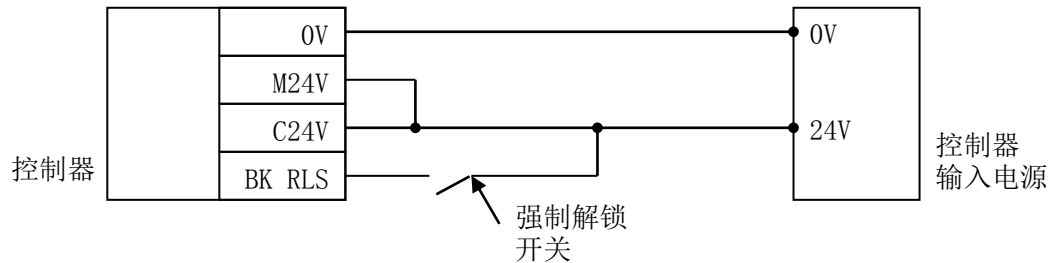 0V
0V
M24V
C24V
24V
控制器
控制器
输入电源
BK RLS
强制解锁
开关